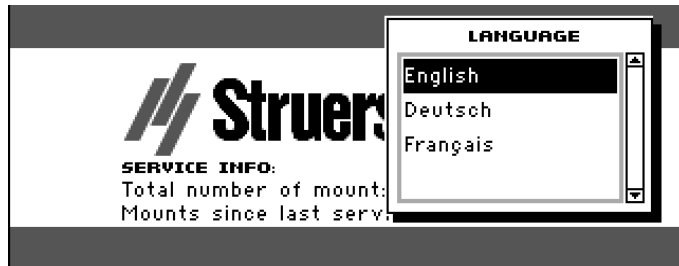 LANGUAGE
English
Deutsch
Français
Struers
SERVICE INFO:
Total number of mount
Mounts since last serv